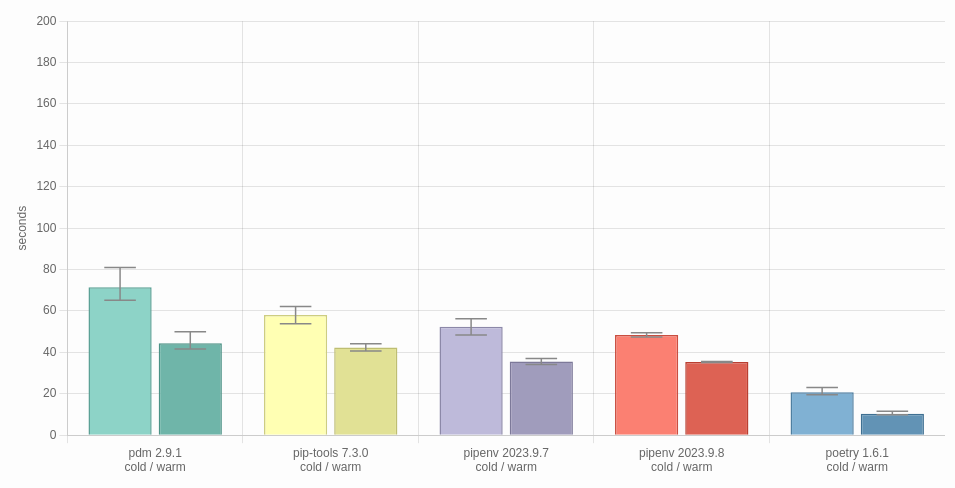 200
180
160
140
120
100
80
60
40
20
0
seconds
pdm 2.9.1
cold / warm
pip-tools 7.3.0
cold / warm
pipenv 2023.9.7
cold / warm
pipenv 2023.9.8
cold / warm
poetry 1.6.1
cold / warm